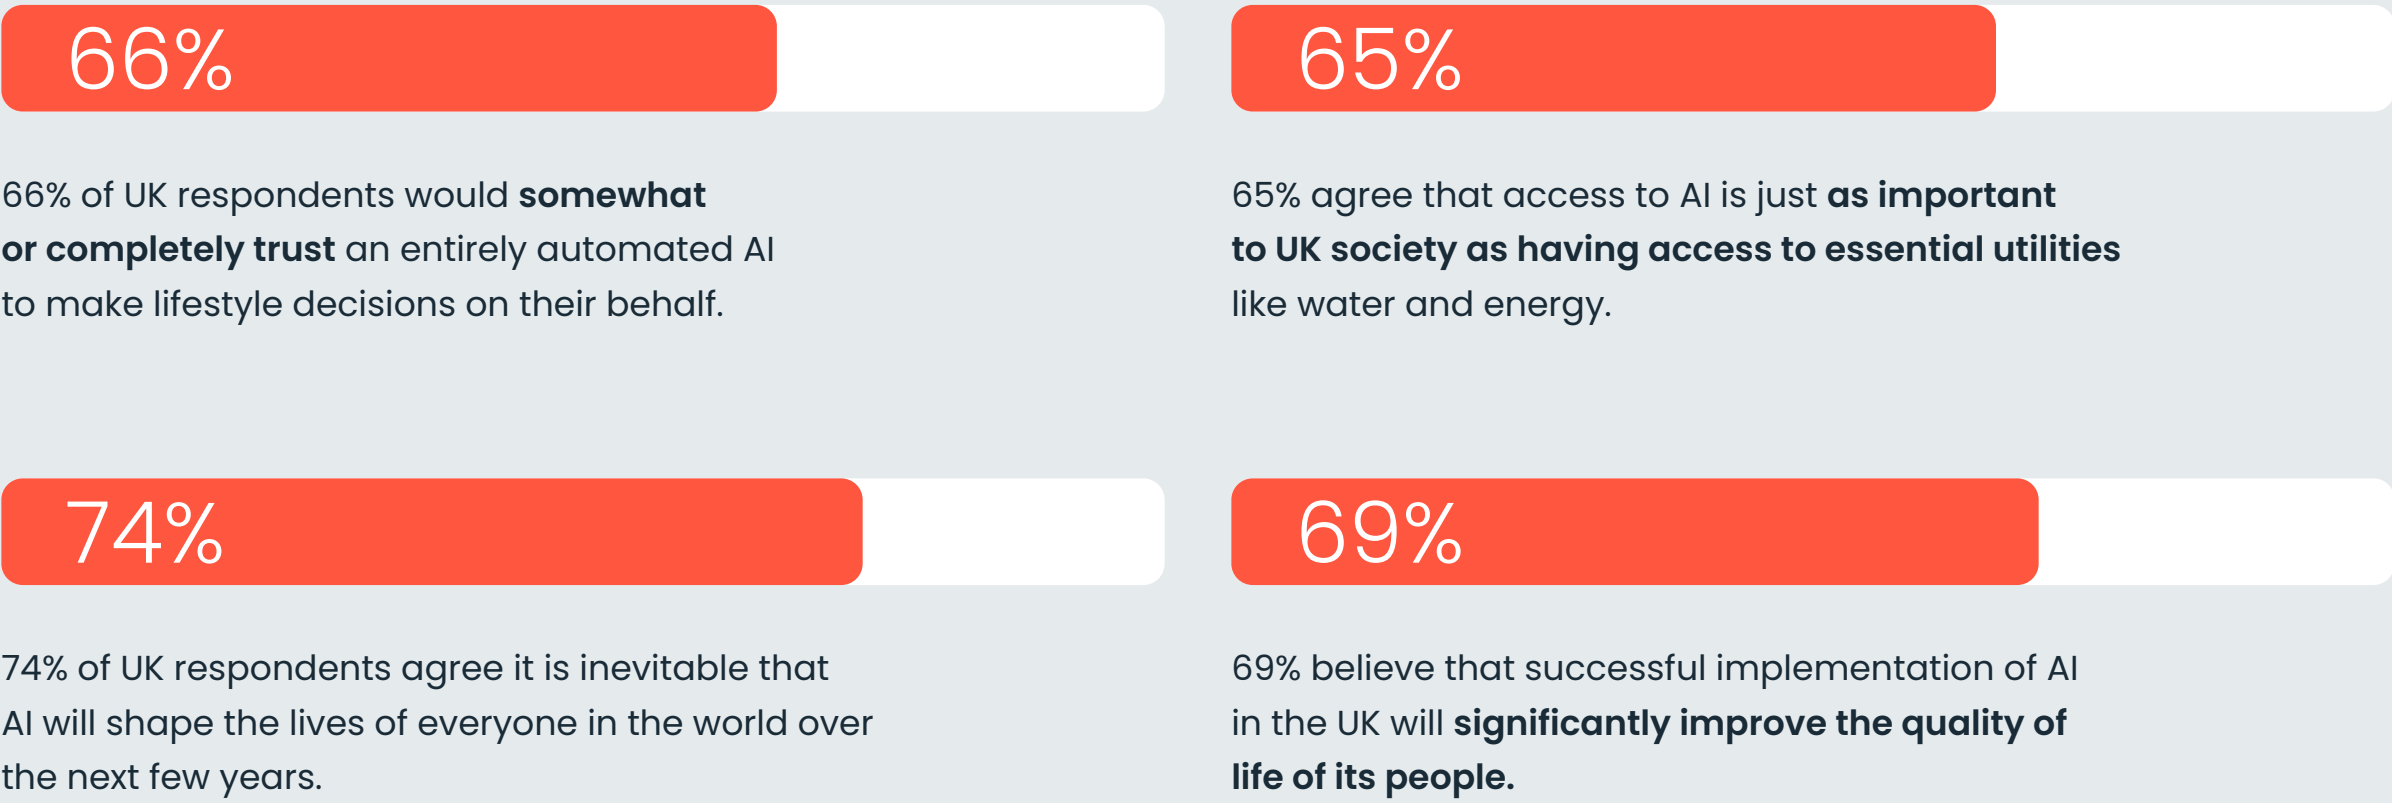 66%
66% of UK respondents would somewhat
or completely trust an entirely automated AI
to make lifestyle decisions on their behalf.
65%
65% agree that access to AI is just as important
to UK society as having access to essential utilities
like water and energy.
74%
74% of UK respondents agree it is inevitable that
AI will shape the lives of everyone in the world over
the next few years.
69%
69% believe that successful implementation of AI
in the UK will significantly improve the quality of
life of its people.